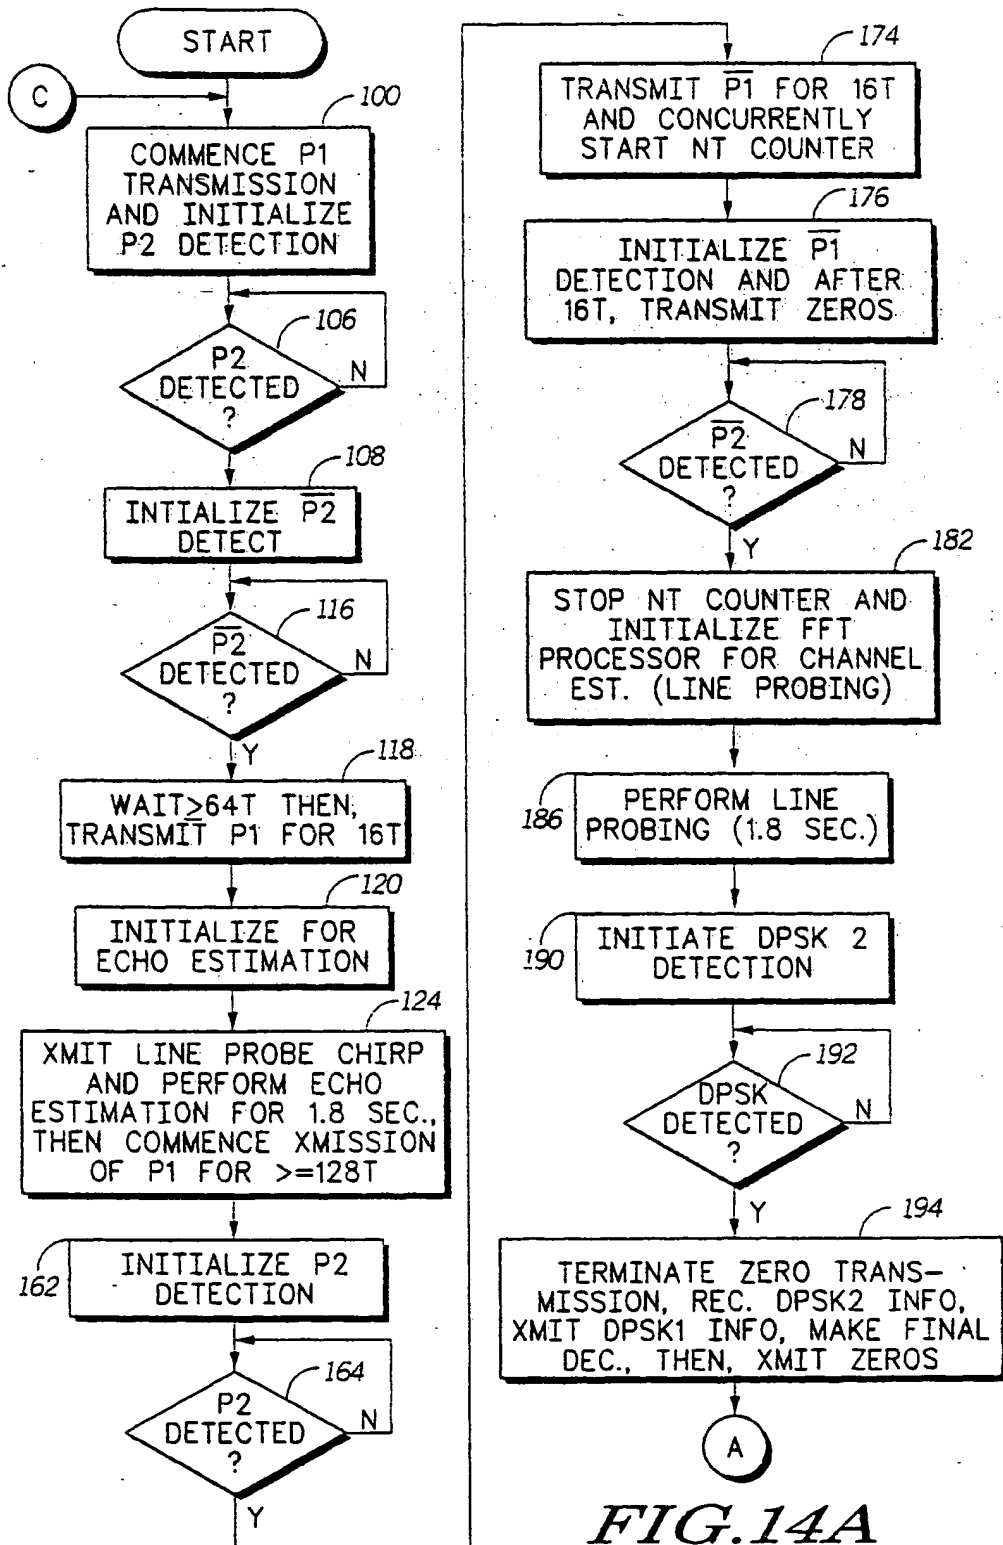 START
C
100
COMMENCE P1
TRANSMISSION
AND INITIALIZE
P2 DETECTION
106
P2
DETECTED
?
N
108
INTIALIZE P̅2̅
DETECT
116
P̅2̅
DETECTED
?
N
Y
118
WAIT≥64T THEN,
TRANSMIT P1 FOR 16T
120
INITIALIZE FOR
ECHO ESTIMATION
124
XMIT LINE PROBE CHIRP
AND PERFORM ECHO
ESTIMATION FOR 1.8 SEC.,
THEN COMMENCE XMISSION
OF P1 FOR >=128T
162
INITIALIZE P2
DETECTION
164
P2
DETECTED
?
N
Y
174
TRANSMIT P̅1̅ FOR 16T
AND CONCURRENTLY
START NT COUNTER
176
INITIALIZE P̅1̅
DETECTION AND AFTER
16T, TRANSMIT ZEROS
178
P̅2̅
DETECTED
?
N
Y
182
STOP NT COUNTER AND
INITIALIZE FFT
PROCESSOR FOR CHANNEL
EST. (LINE PROBING)
186
PERFORM LINE
PROBING (1.8 SEC.)
190
INITIATE DPSK 2
DETECTION
192
DPSK
DETECTED
?
N
Y
194
TERMINATE ZERO TRANS-
MISSION, REC. DPSK2 INFO,
XMIT DPSK1 INFO, MAKE FINAL
DEC., THEN, XMIT ZEROS
A
FIG.14A